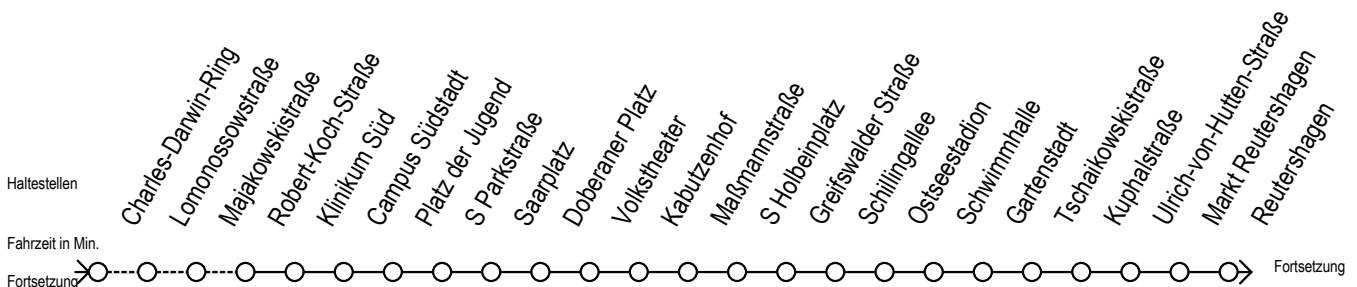 Haltestellen
Charles-Darwin-Ring
Lomonossowstraße
Majakowskistraße
Robert-Koch-Straße
Klinikum Süd
Campus Südstadt
Platz der Jugend
S Parkstraße
Saarplatz
Doberaner Platz
Volkstheater
Kabutzenhof
Maßmannstraße
S Holbeinplatz
Greifswalder Straße
Schillingallee
Ostseestadion
Schwimmhalle
Gartenstadt
Tschaikowskistraße
Kuphalstraße
Ulrich-von-Hutten-Straße
Markt Reutershagen
Reutershagen
Fahrzeit in Min.
Fortsetzung
Fortsetzung